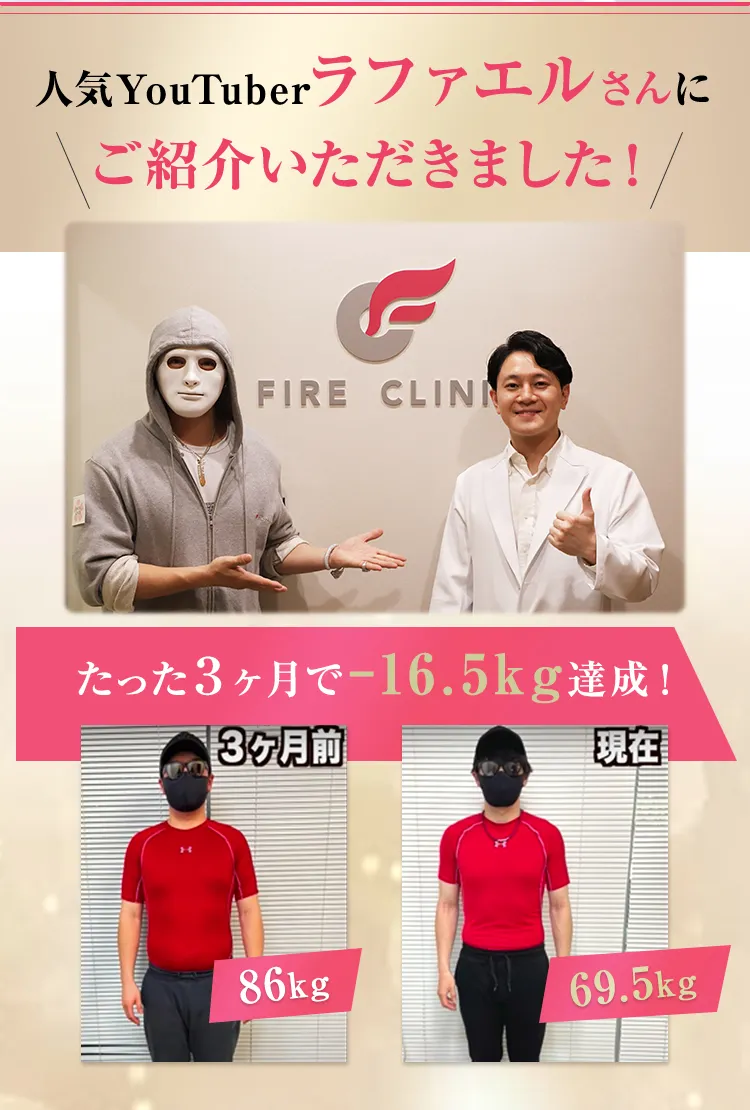 人気YouTuberラファエルさんに
ご紹介いただきました！
FIRE CLIN
たった3ヶ月で-16.5kg達成！
3ヶ月前
現在
86kg
69.5kg